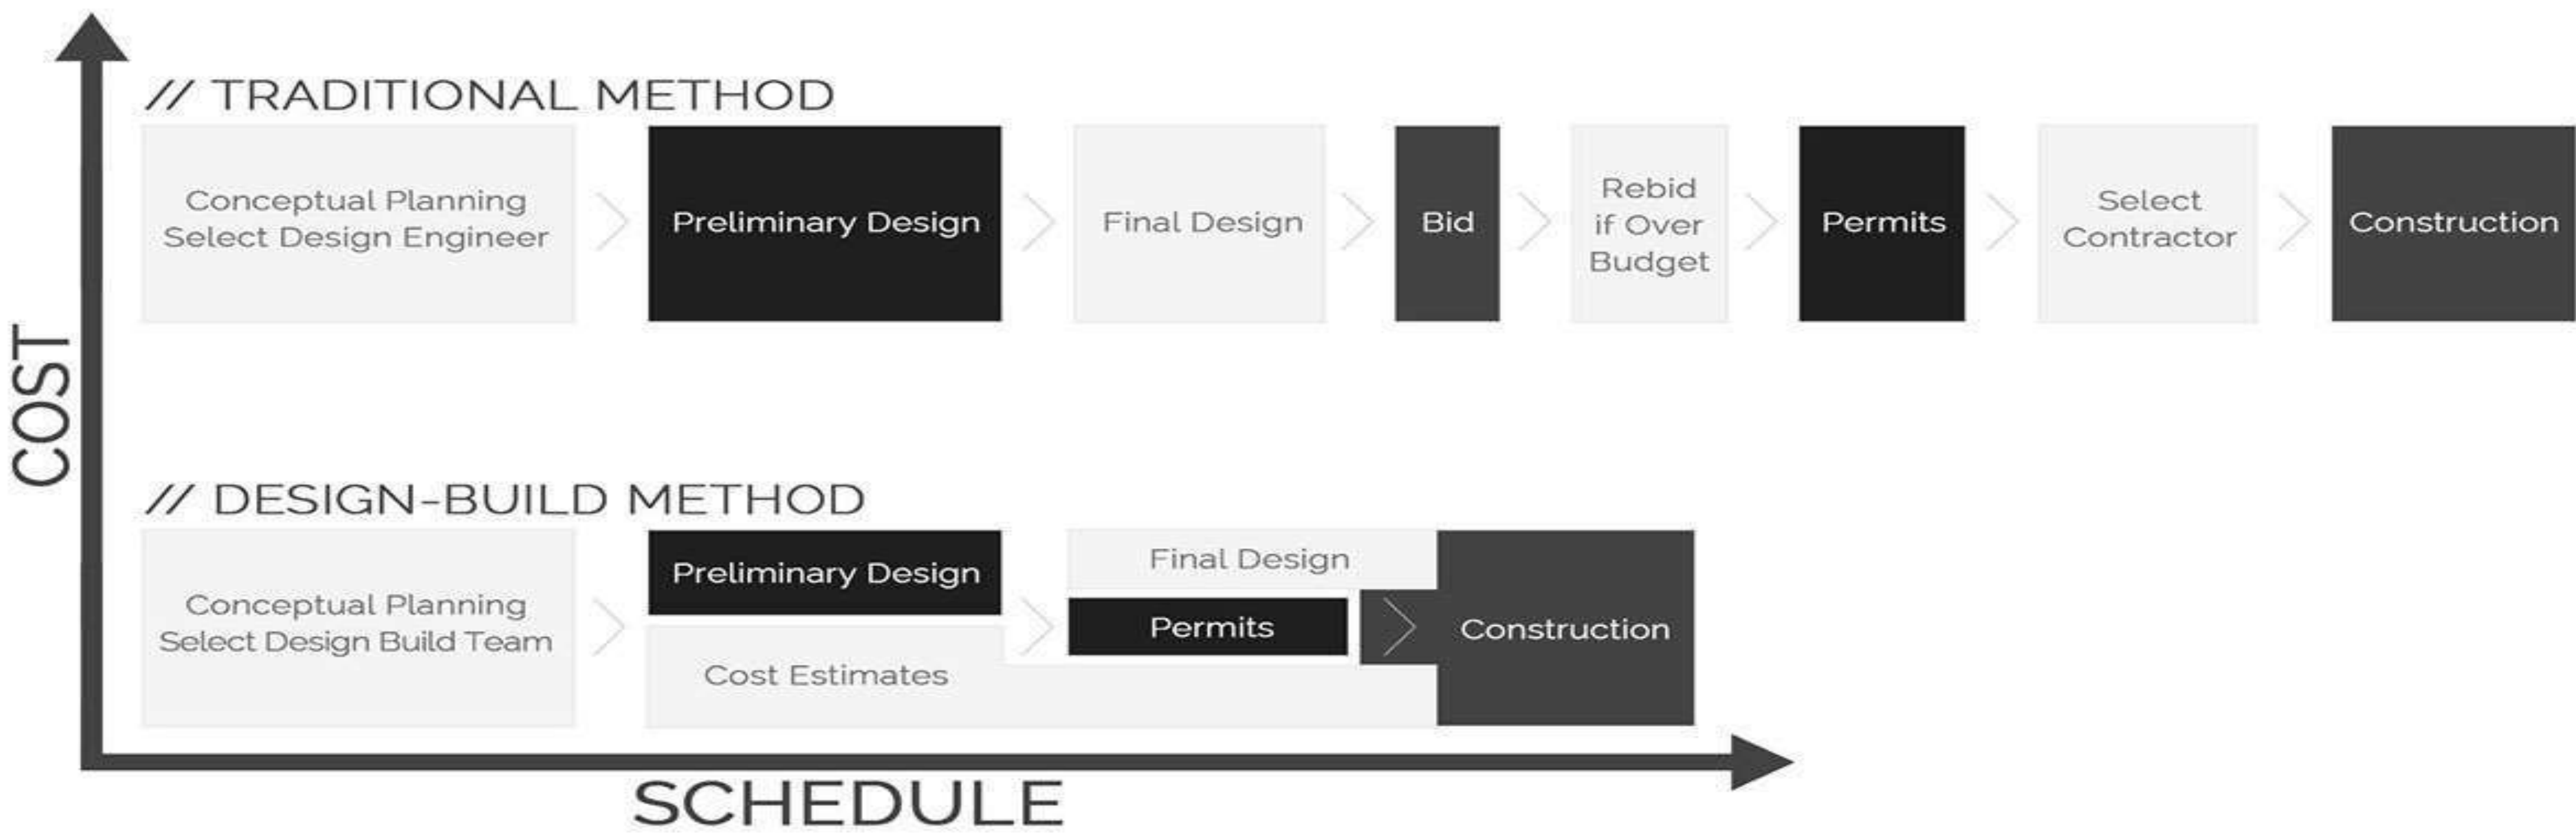 // TRADITIONAL METHOD
Conceptual Planning
Select Design Engineer
Preliminary Design
Final Design
Bid
Rebid
if Over
Budget
Permits
Select
Contractor
Construction
COST
// DESIGN-BUILD METHOD
Conceptual Planning
Select Design Build Team
Preliminary Design
Cost Estimates
Final Design
Permits
Construction
SCHEDULE